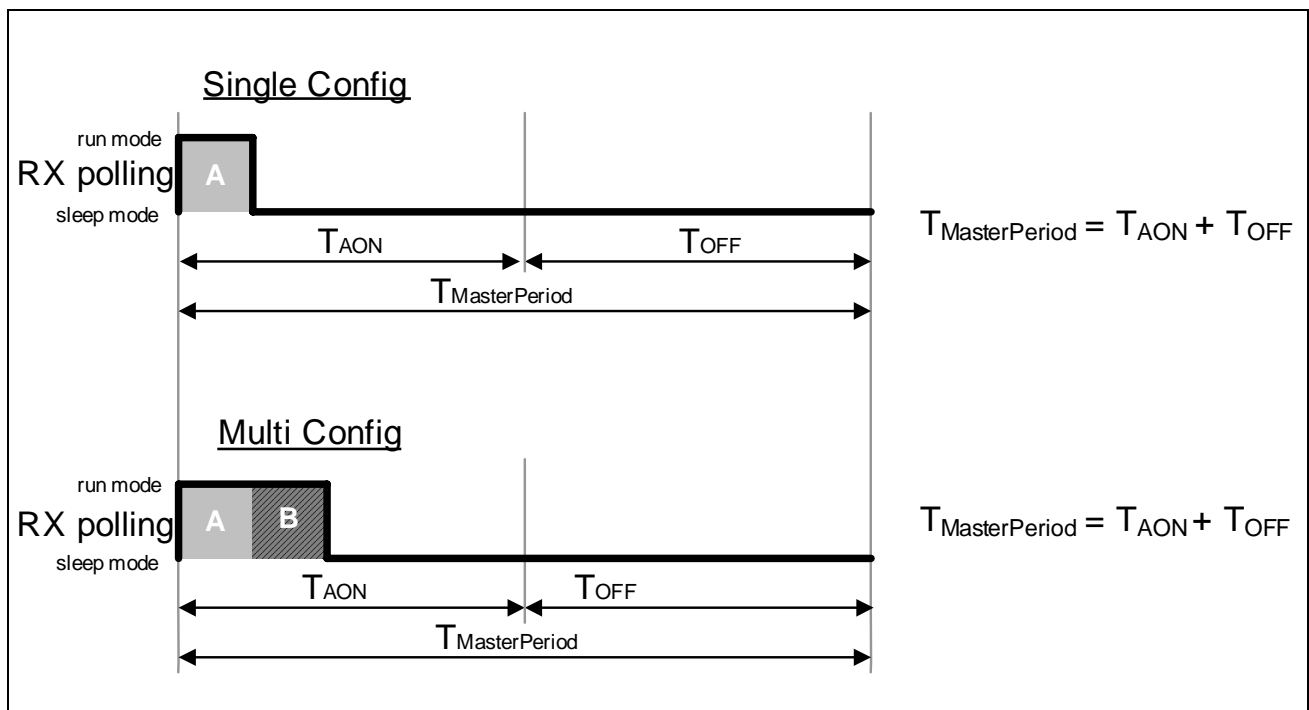 Single Config
run mode
RX polling
A
sleep mode
TAON
TOFF
TMasterPeriod
TMasterPeriod = TAON + TOFF
Multi Config
run mode
RX polling
A
B
sleep mode
TAON
TOFF
TMasterPeriod
TMasterPeriod = TAON + TOFF